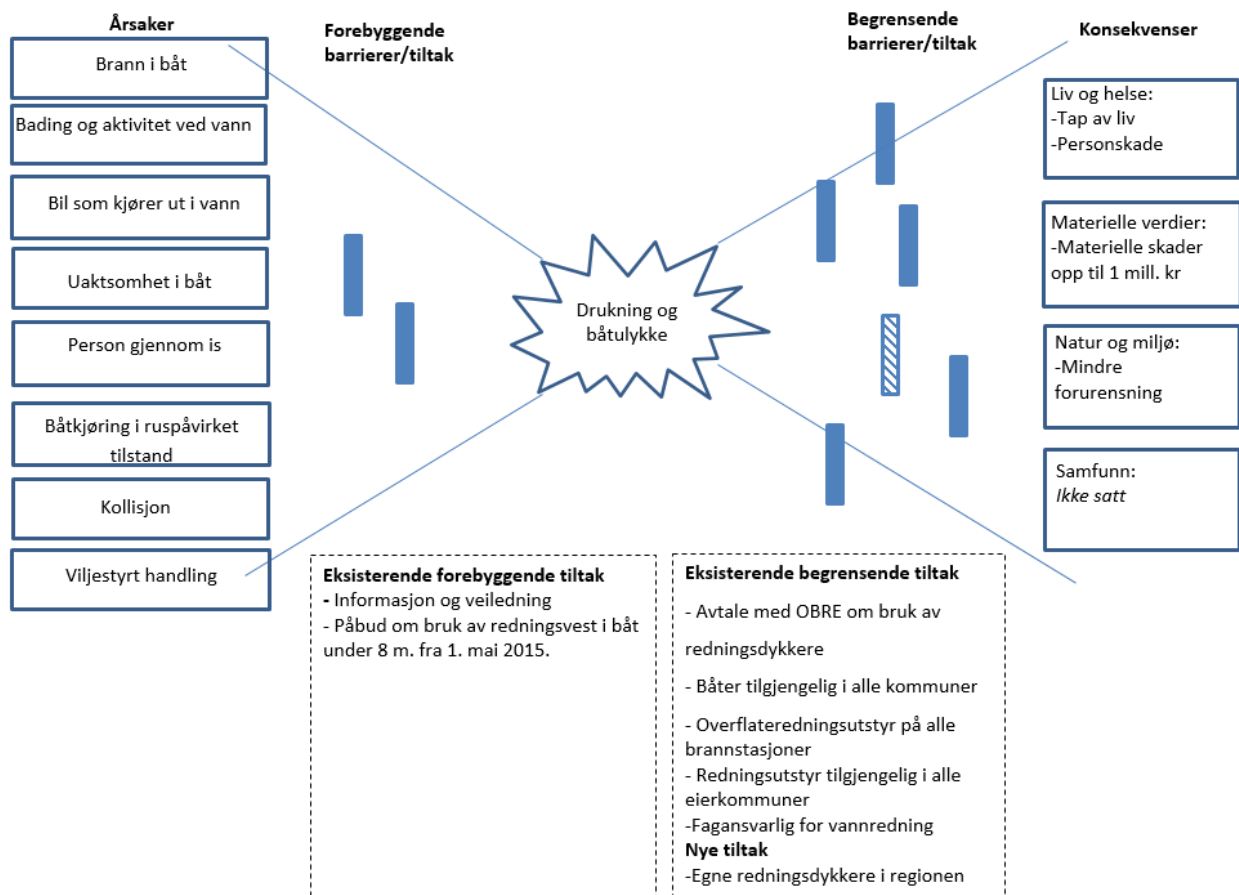 Årsaker
Brann i båt
Bading og aktivitet ved vann
Bil som kjører ut i vann
Uaktsomhet i båt
Person gjennom is
Båtkjøring i ruspåvirket
tilstand
Kollisjon
Viljestyrt handling
Forebyggende
barrierer/tiltak
Drukning og
båtulykke
Begrensende
barrierer/tiltak
Konsekvenser
Liv og helse:
-Tap av liv
-Personskade
Materielle verdier:
-Materielle skader
opp til 1 mill. kr
Natur og miljø:
-Mindre
forurensning
Samfunn:
Ikke satt
Eksisterende forebyggende tiltak
- Informasjon og veiledning
- Påbud om bruk av redningsvest i båt
under 8 m. fra 1. mai 2015.
Eksisterende begrensende tiltak
- Avtale med OBRE om bruk av
redningsdykkere
- Båter tilgjengelig i alle kommuner
- Overflateredningsutstyr på alle
brannstasjoner
- Redningsutstyr tilgjengelig i alle
eierkommuner
-Fagansvarlig for vannredning
Nye tiltak
-Egne redningsdykkere i regionen